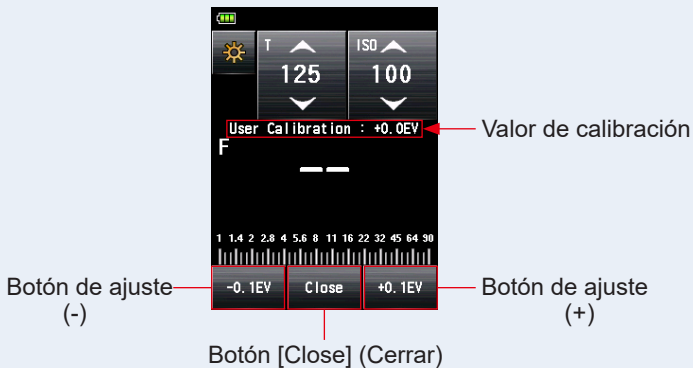 T
ISO
125
100
User Calibration : +0.0EV
Valor de calibración
F
1 1.4 2 2.8 4 5.6 8 11 16 22 32 45 64 90
Botón de ajuste
(-)
-0.1EV
Close
+0.1EV
Botón de ajuste
(+)
Botón [Close] (Cerrar)